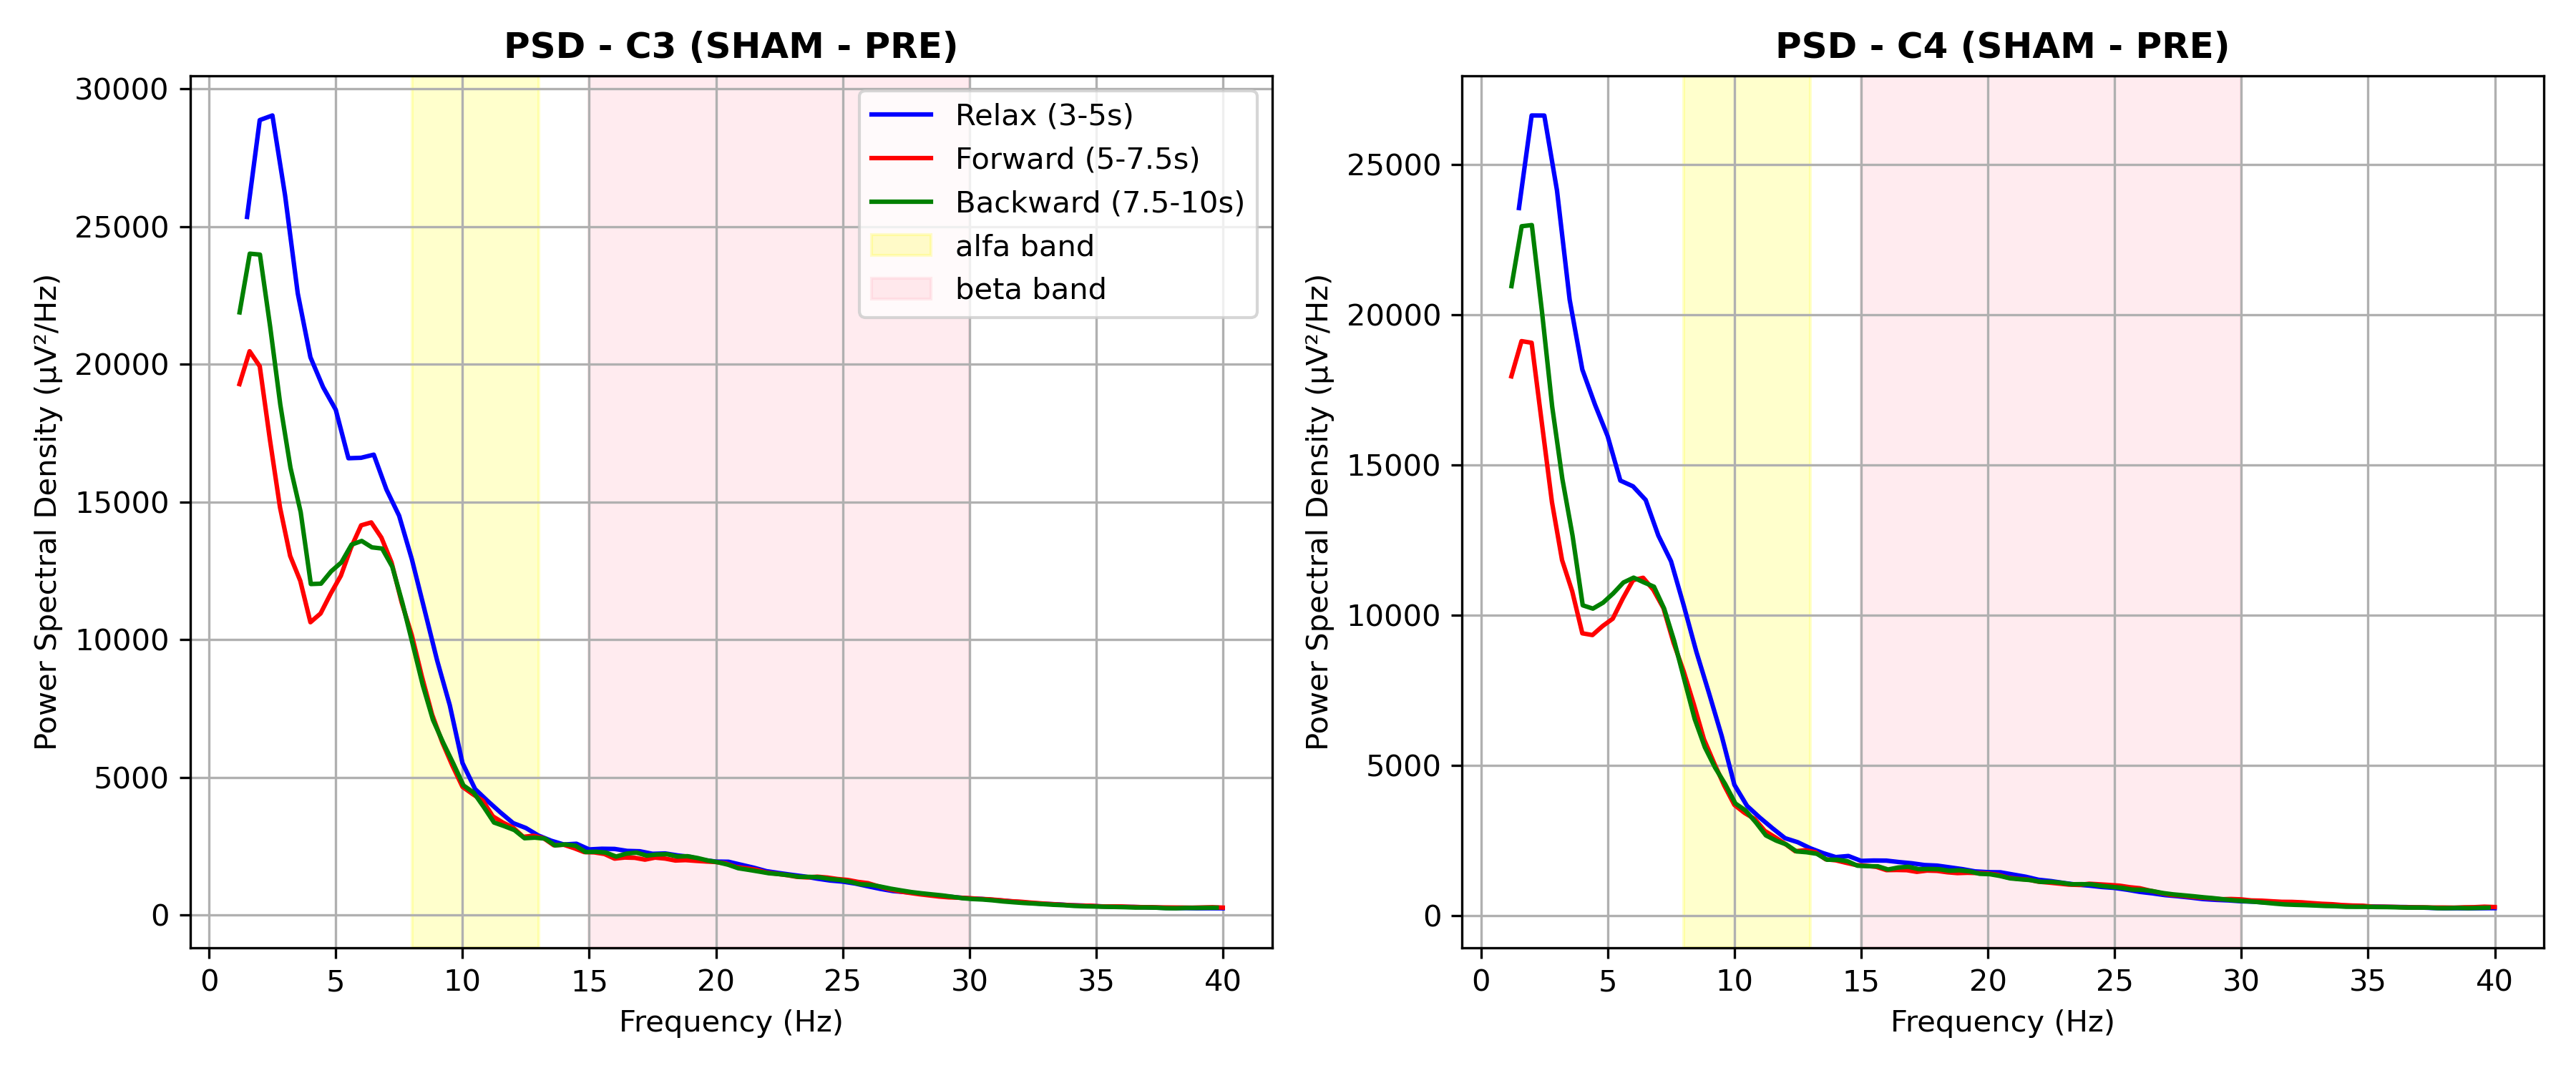 PSD - C3 (SHAM - PRE)
30000
25000
20000
15000
10000
5000
0
Power Spectral Density (µV²/Hz)
Relax (3-5s)
Forward (5-7.5s)
Backward (7.5-10s)
alfa band
beta band
0 5 10 15 20 25 30 35 40
Frequency (Hz)
PSD - C4 (SHAM - PRE)
25000
20000
15000
10000
5000
0
Power Spectral Density (µV²/Hz)
0 5 10 15 20 25 30 35 40
Frequency (Hz)